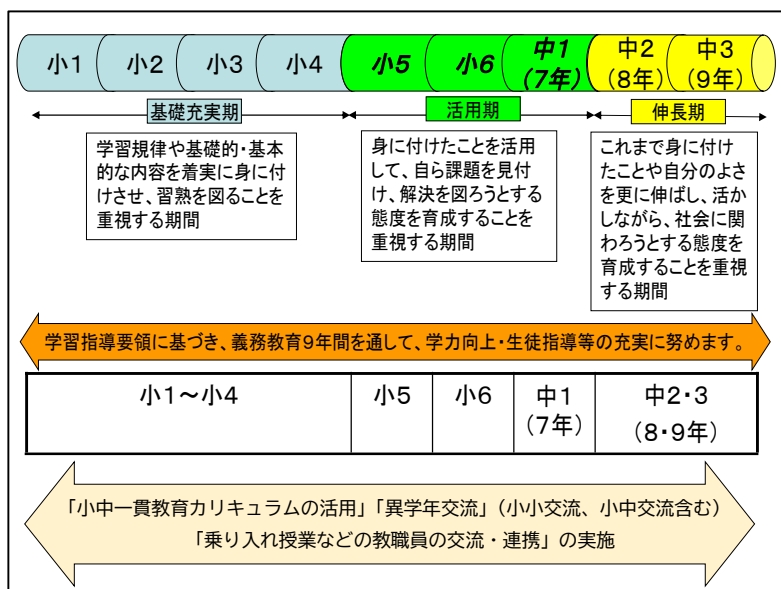 小1 小2 小3 小4 小5 小6 中1 中2 中3
(7年) (8年) (9年)
基礎充実期 活用期 伸長期
学習規律や基礎的・基本
的な内容を着実に身に付
けさせ、習熟を図ることを
重視する期間
身に付けたことを活用
して、自ら課題を見付
け、解決を図ろうとする
態度を育成することを
重視する期間
これまで身に付け
たことや自分のよさ
を更に伸ばし、活か
しながら、社会に関
わろうとする態度を
育成することを重視
する期間
学習指導要領に基づき、義務教育9年間を通して、学力向上・生徒指導等の充実に努めます。
小1~小4 小5 小6 中1 中2・3
(7年) (8・9年)
「小中一貫教育カリキュラムの活用」「異学年交流」(小小交流、小中交流含む)
「乗り入れ授業などの教職員の交流・連携」の実施